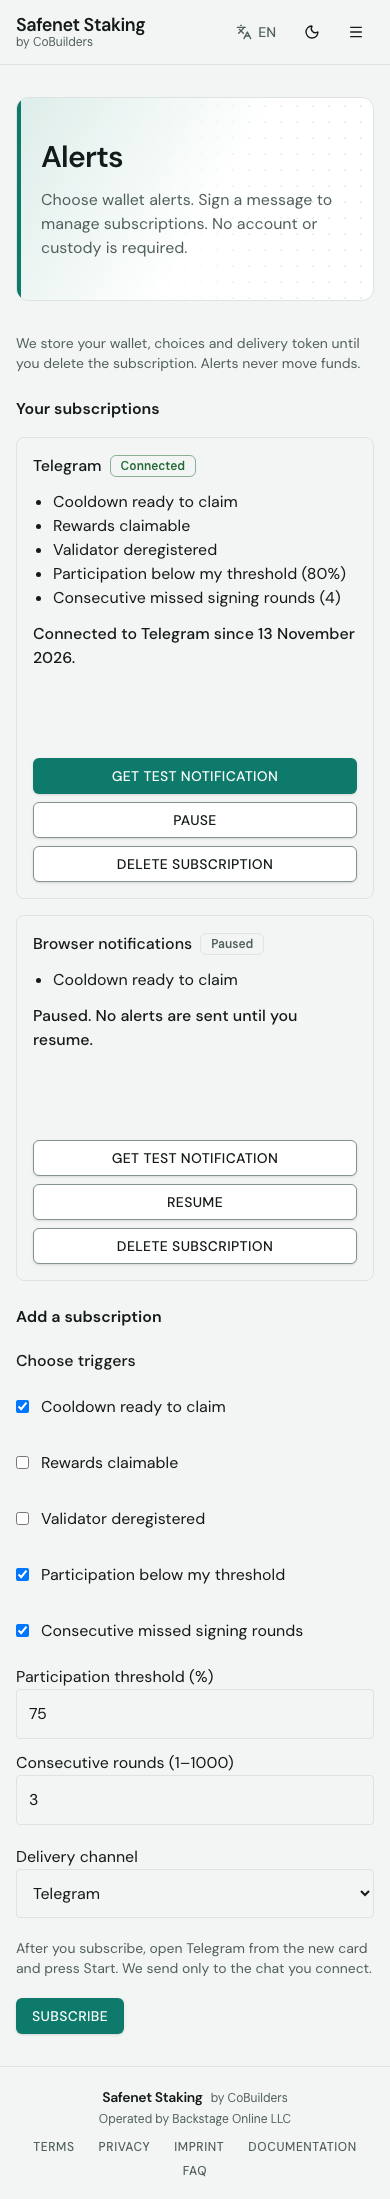 Safenet Staking
by CoBuilders
EN
Alerts
Choose wallet alerts. Sign a message to
manage subscriptions. No account or
custody is required.
We store your wallet, choices and delivery token until
you delete the subscription. Alerts never move funds.
Your subscriptions
Telegram Connected
• Cooldown ready to claim
• Rewards claimable
• Validator deregistered
• Participation below my threshold (80%)
• Consecutive missed signing rounds (4)
Connected to Telegram since 13 November
2026.
GET TEST NOTIFICATION
PAUSE
DELETE SUBSCRIPTION
Browser notifications Paused
• Cooldown ready to claim
Paused. No alerts are sent until you
resume.
GET TEST NOTIFICATION
RESUME
DELETE SUBSCRIPTION
Add a subscription
Choose triggers
Cooldown ready to claim
Rewards claimable
Validator deregistered
Participation below my threshold
Consecutive missed signing rounds
Participation threshold (%)
75
Consecutive rounds (1–1000)
3
Delivery channel
Telegram
After you subscribe, open Telegram from the new card
and press Start. We send only to the chat you connect.
SUBSCRIBE
Safenet Staking by CoBuilders
Operated by Backstage Online LLC
TERMS PRIVACY IMPRINT DOCUMENTATION
FAQ